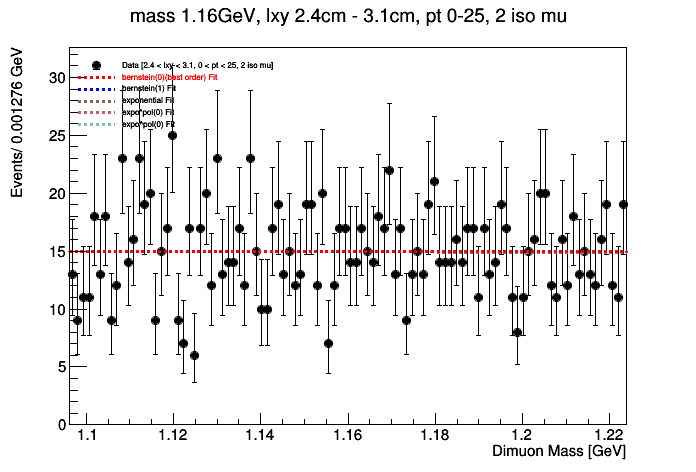 mass 1.16GeV, lxy 2.4cm - 3.1cm, pt 0-25, 2 iso mu
Events/ 0.001276 GeV
Data [2.4 < lxy < 3.1, 0 < pt < 25, 2 iso mu]
bernstein(0)(best order) Fit
bernstein(1) Fit
exponential Fit
expo*pol(0) Fit
expo*pol(0) Fit
30
25
20
15
10
5
0
1.1 1.12 1.14 1.16 1.18 1.2 1.22
Dimuon Mass [GeV]